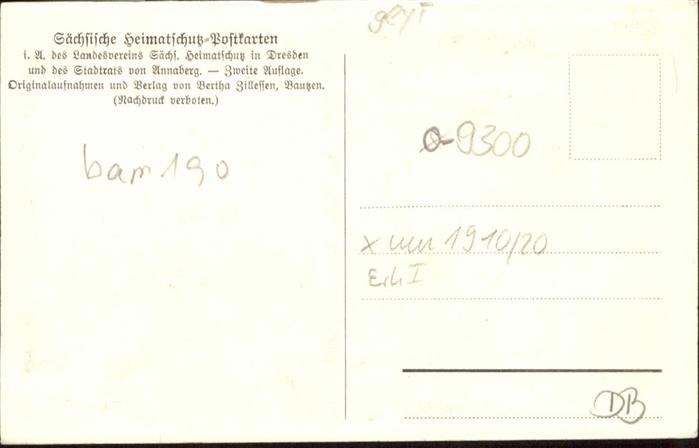 Sächsische Heimatschutz-Postkarten
i. A. des Landesvereins Sächs. Heimatschutz in Dresden
und des Stadtrats von Annaberg. — Zweite Auflage.
Originalaufnahmen und Verlag von Bertha Zillessen, Bautzen.
(Nachdruck verboten.)
o-9300
x um 1910/20
Erh I
DB